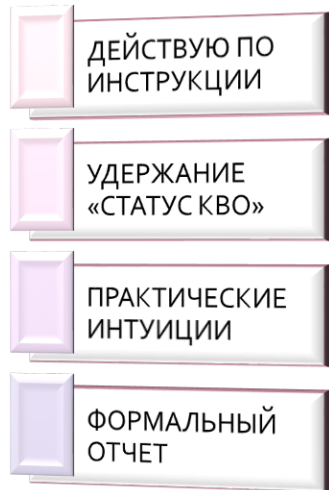 ДЕЙСТВУЮ ПО
ИНСТРУКЦИИ
УДЕРЖАНИЕ
«СТАТУС КВО»
ПРАКТИЧЕСКИЕ
ИНТУИЦИИ
ФОРМАЛЬНЫЙ
ОТЧЕТ